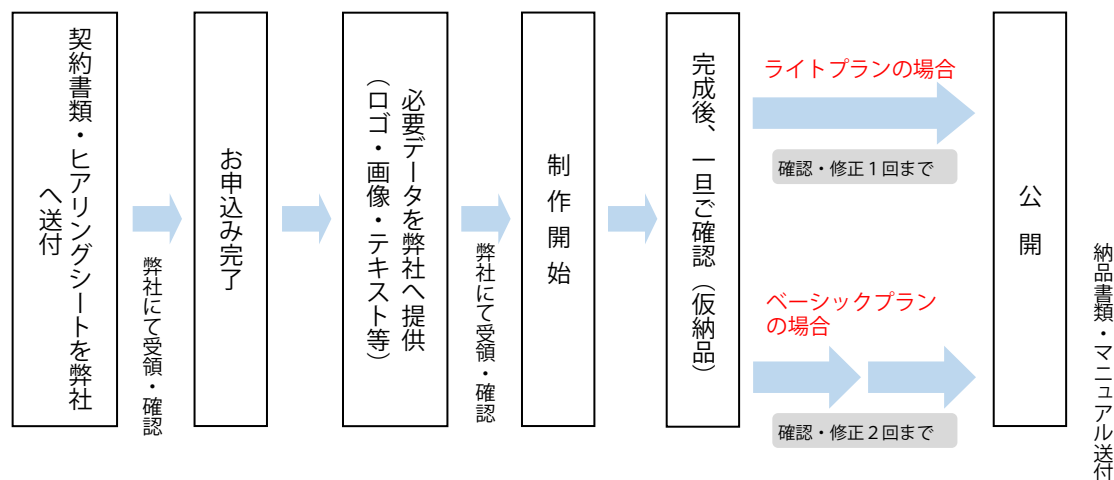 契約書類・ヒアリングシートを弊社
へ送付
弊社にて受領・確認
お申込み完了
必要データを弊社へ提供
（ロゴ・画像・テキスト等）
弊社にて受領・確認
制作開始
完成後、一旦ご確認（仮納品）
ライトプランの場合
確認・修正１回まで
ベーシックプラン
の場合
確認・修正２回まで
公開
納品書類・マニュアル送付